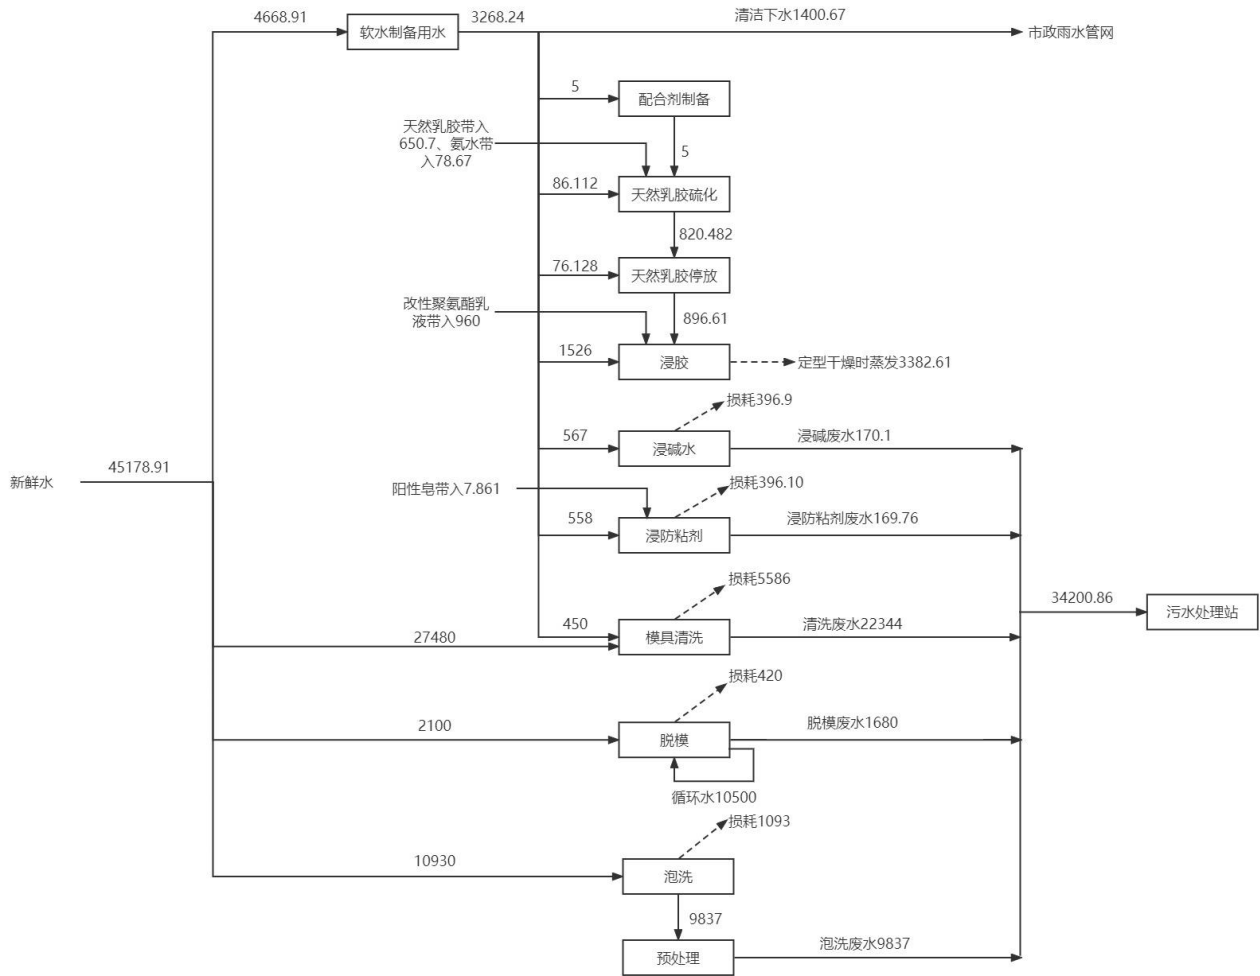 4668.91
软水制备用水
3268.24
清洁下水1400.67
市政雨水管网
5
配合剂制备
天然乳胶带入
650.7、氨水带
入78.67
5
86.112
天然乳胶硫化
820.482
76.128
天然乳胶停放
改性聚氨酯乳
液带入960
896.61
1526
浸胶
定型干燥时蒸发3382.61
损耗396.9
567
浸碱水
浸碱废水170.1
新鲜水
45178.91
阳性皂带入7.861
损耗396.10
558
浸防粘剂
浸防粘剂废水169.76
损耗5586
34200.86
污水处理站
450
27480
模具清洗
清洗废水22344
损耗420
2100
脱模
脱模废水1680
循环水10500
损耗1093
10930
泡洗
9837
预处理
泡洗废水9837